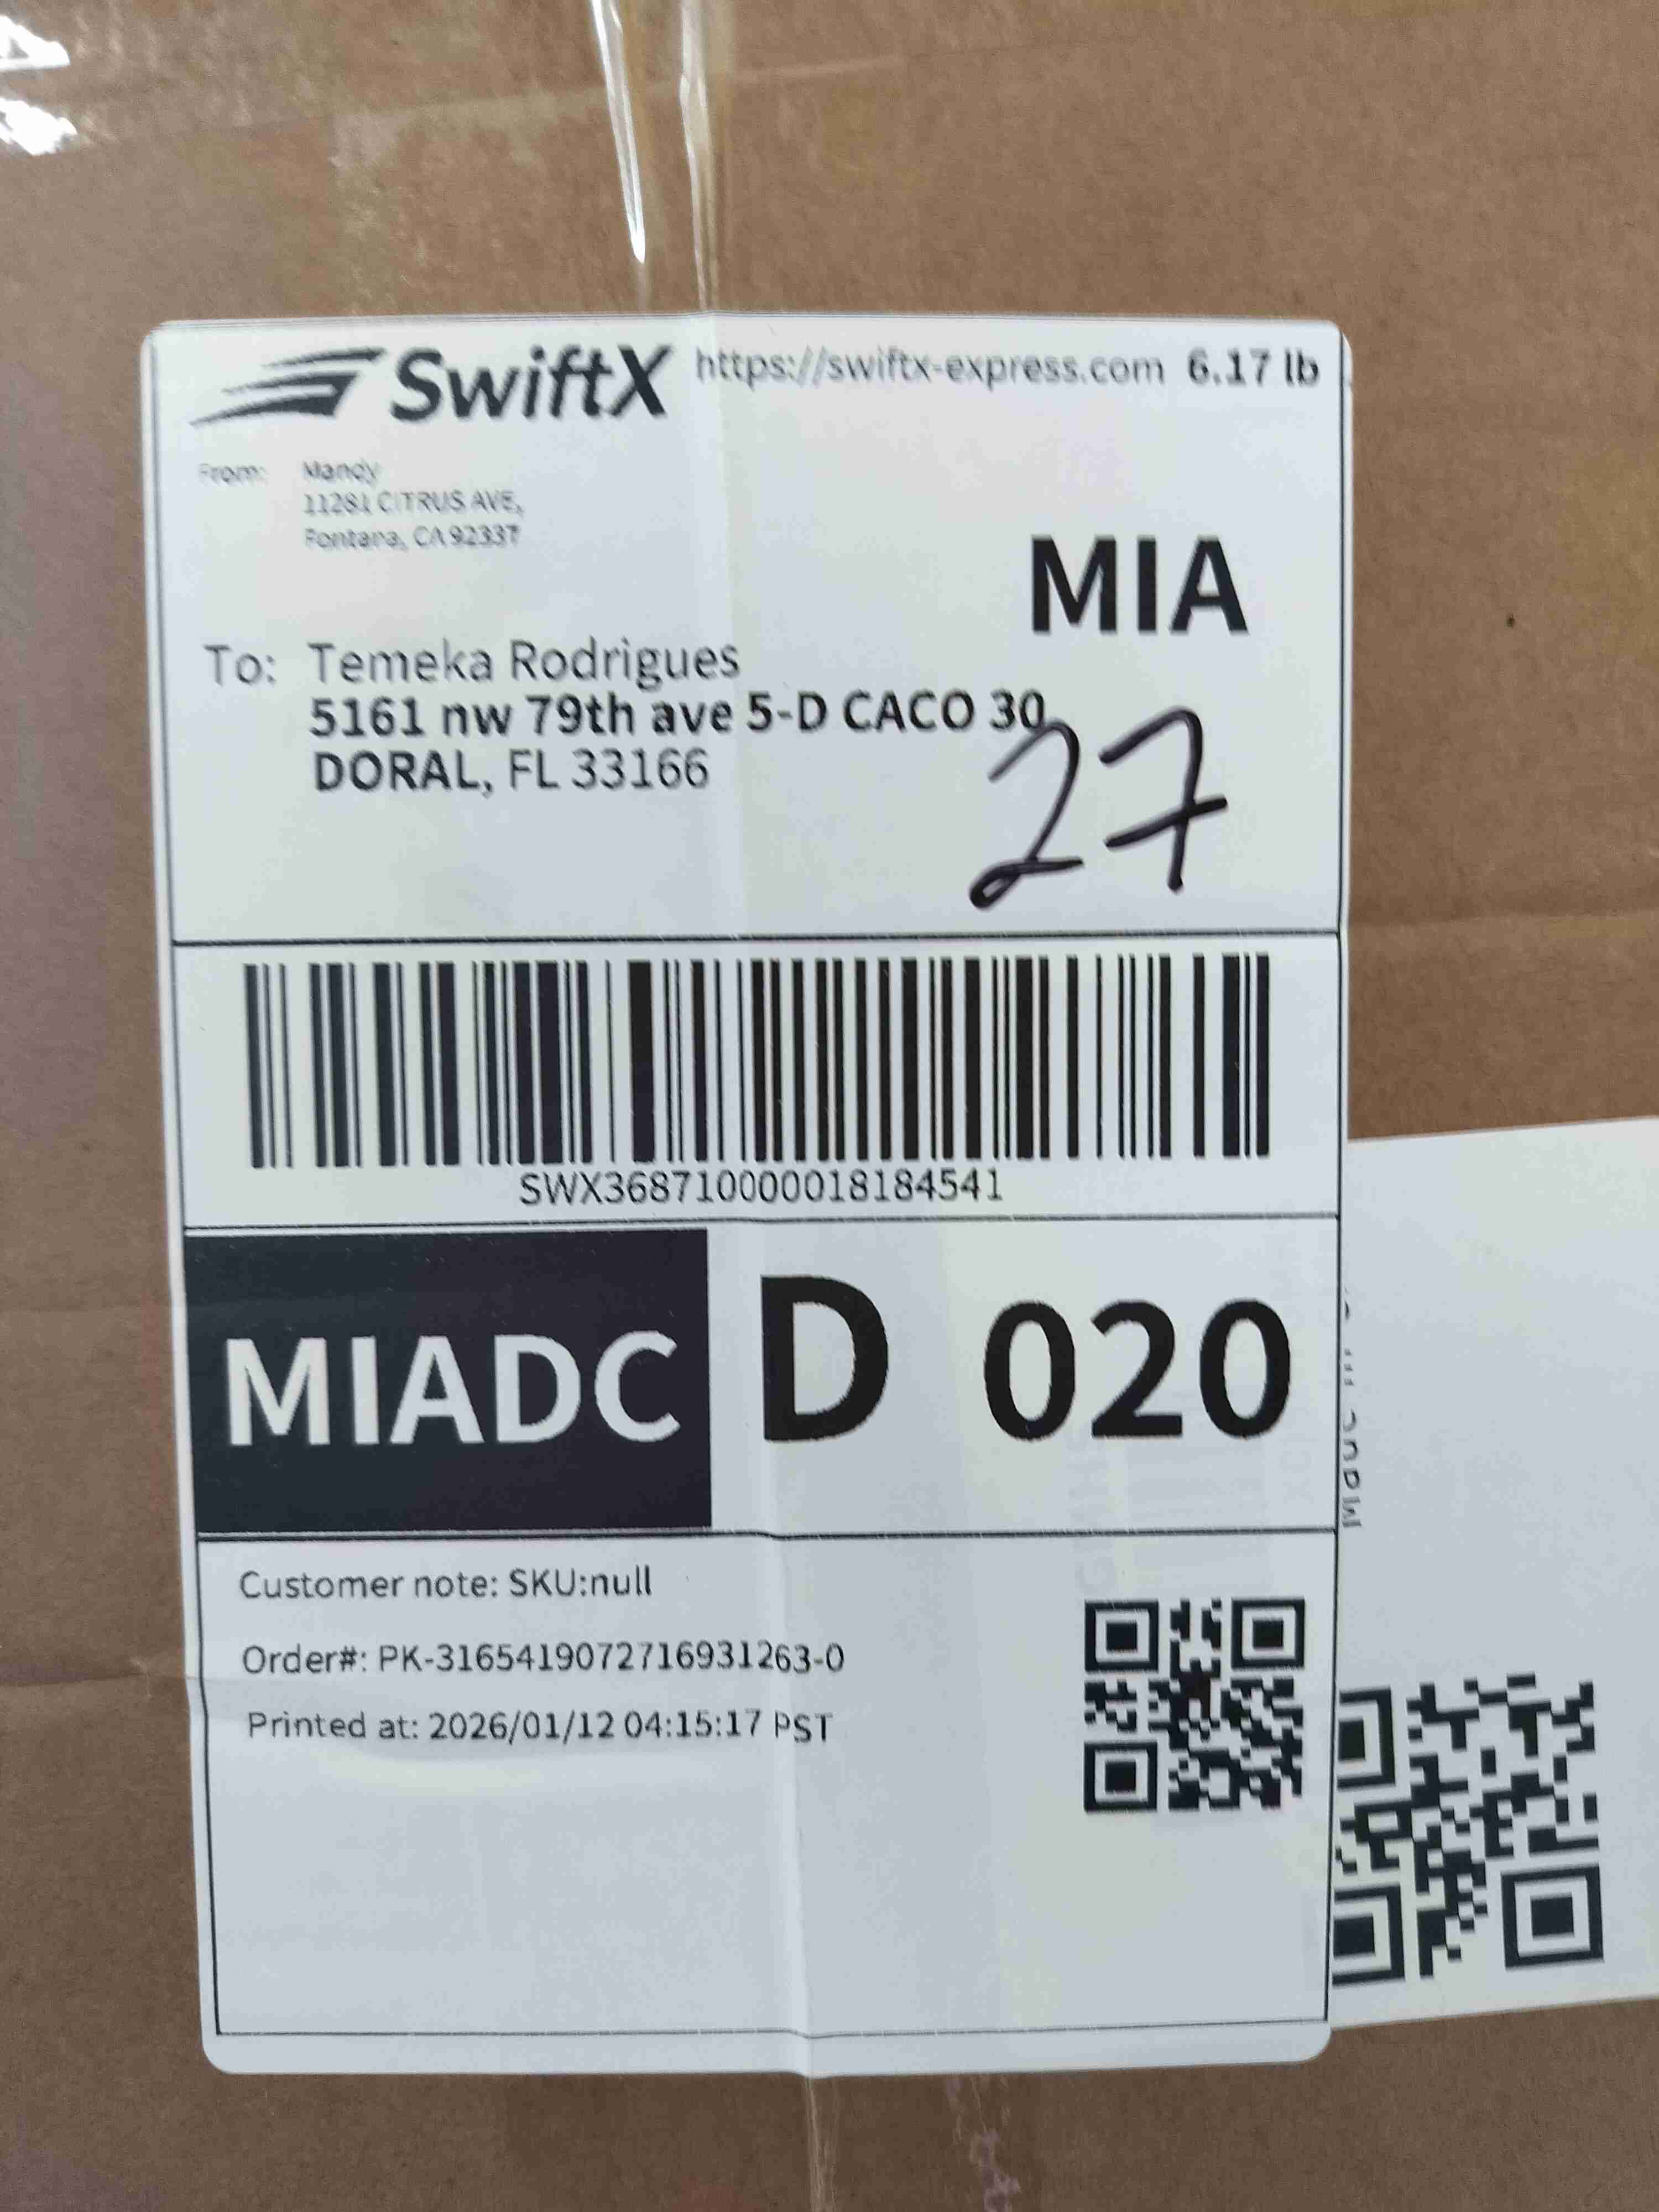 SwiftX https://swiftx-express.com 6.17 lb
From: Mandy
11281 CITRUS AVE,
Fontana, CA 92337
MIA
To: Temeka Rodrigues
5161 nw 79th ave 5-D CACO 30
DORAL, FL 33166
27
SWX368710000018184541
MIADC D 020
Customer note: SKU:null
Order#: PK-3165419072716931263-0
Printed at: 2026/01/12 04:15:17 PST